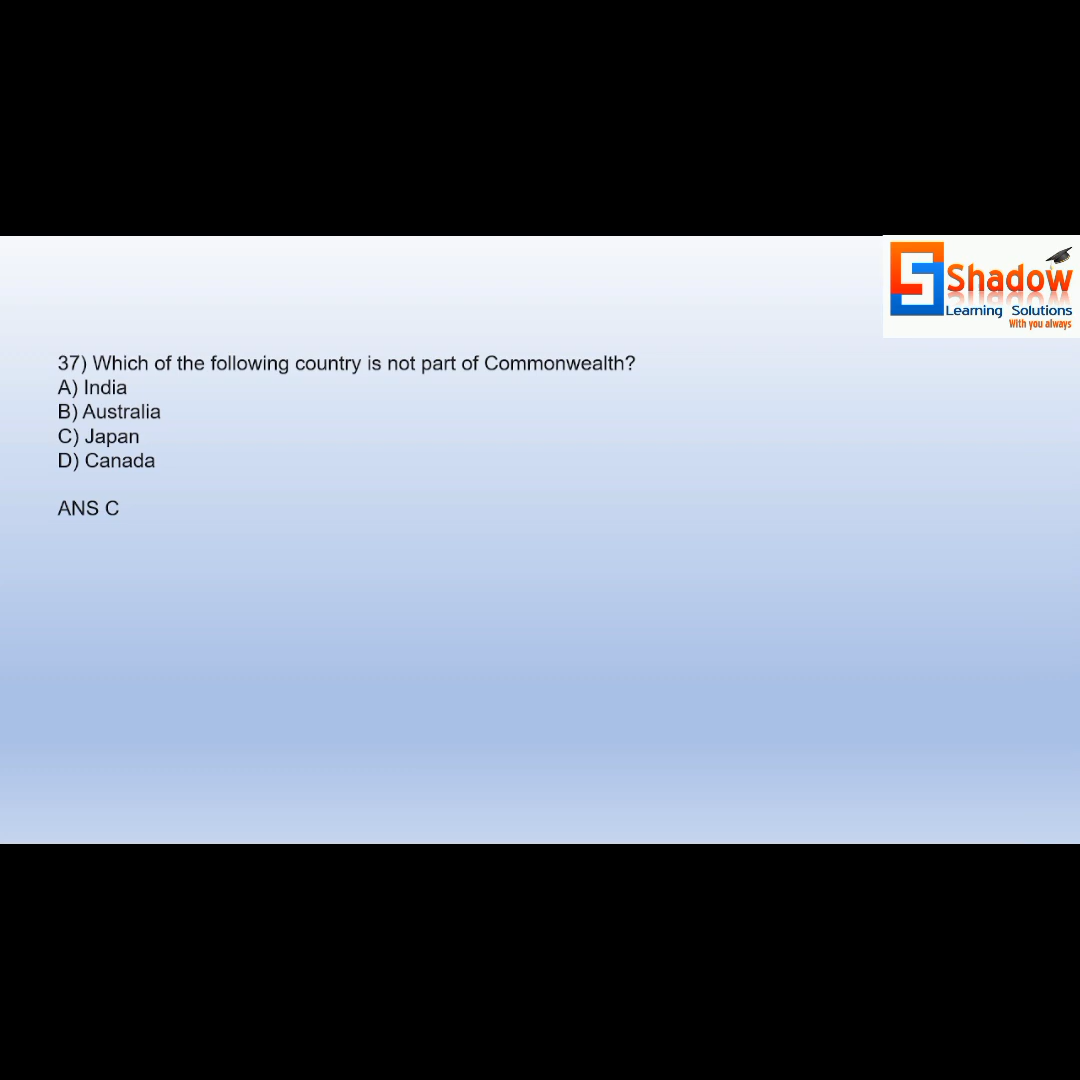 Shadow
Learning Solutions
With you always
37) Which of the following country is not part of Commonwealth?
A) India
B) Australia
C) Japan
D) Canada
ANS C